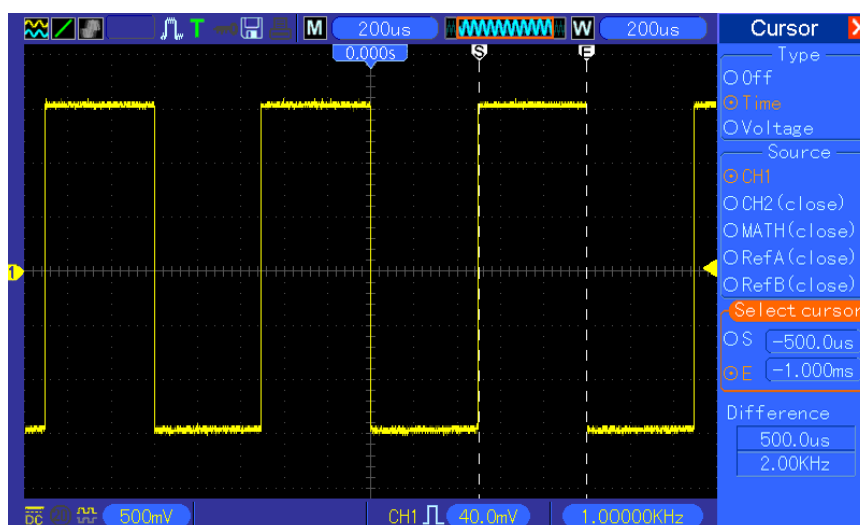 T M 200us W 200us
0.000s
S E
1
Cursor X
Type
Off
Time
Voltage
Source
CH1
CH2(close)
MATH(close)
RefA(close)
RefB(close)
Select cursor
S -500.0us
E -1.000ms
Difference
500.0us
2.00KHz
DC 500mV CH1 40.0mV 1.00000KHz